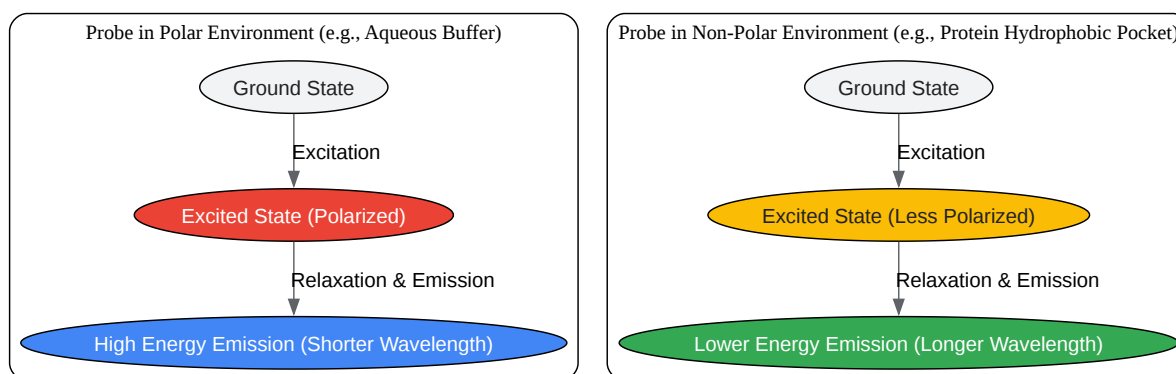 Probe in Polar Environment (e.g., Aqueous Buffer)
Ground State
Excitation
Excited State (Polarized)
Relaxation & Emission
High Energy Emission (Shorter Wavelength)
Probe in Non-Polar Environment (e.g., Protein Hydrophobic Pocket)
Ground State
Excitation
Excited State (Less Polarized)
Relaxation & Emission
Lower Energy Emission (Longer Wavelength)